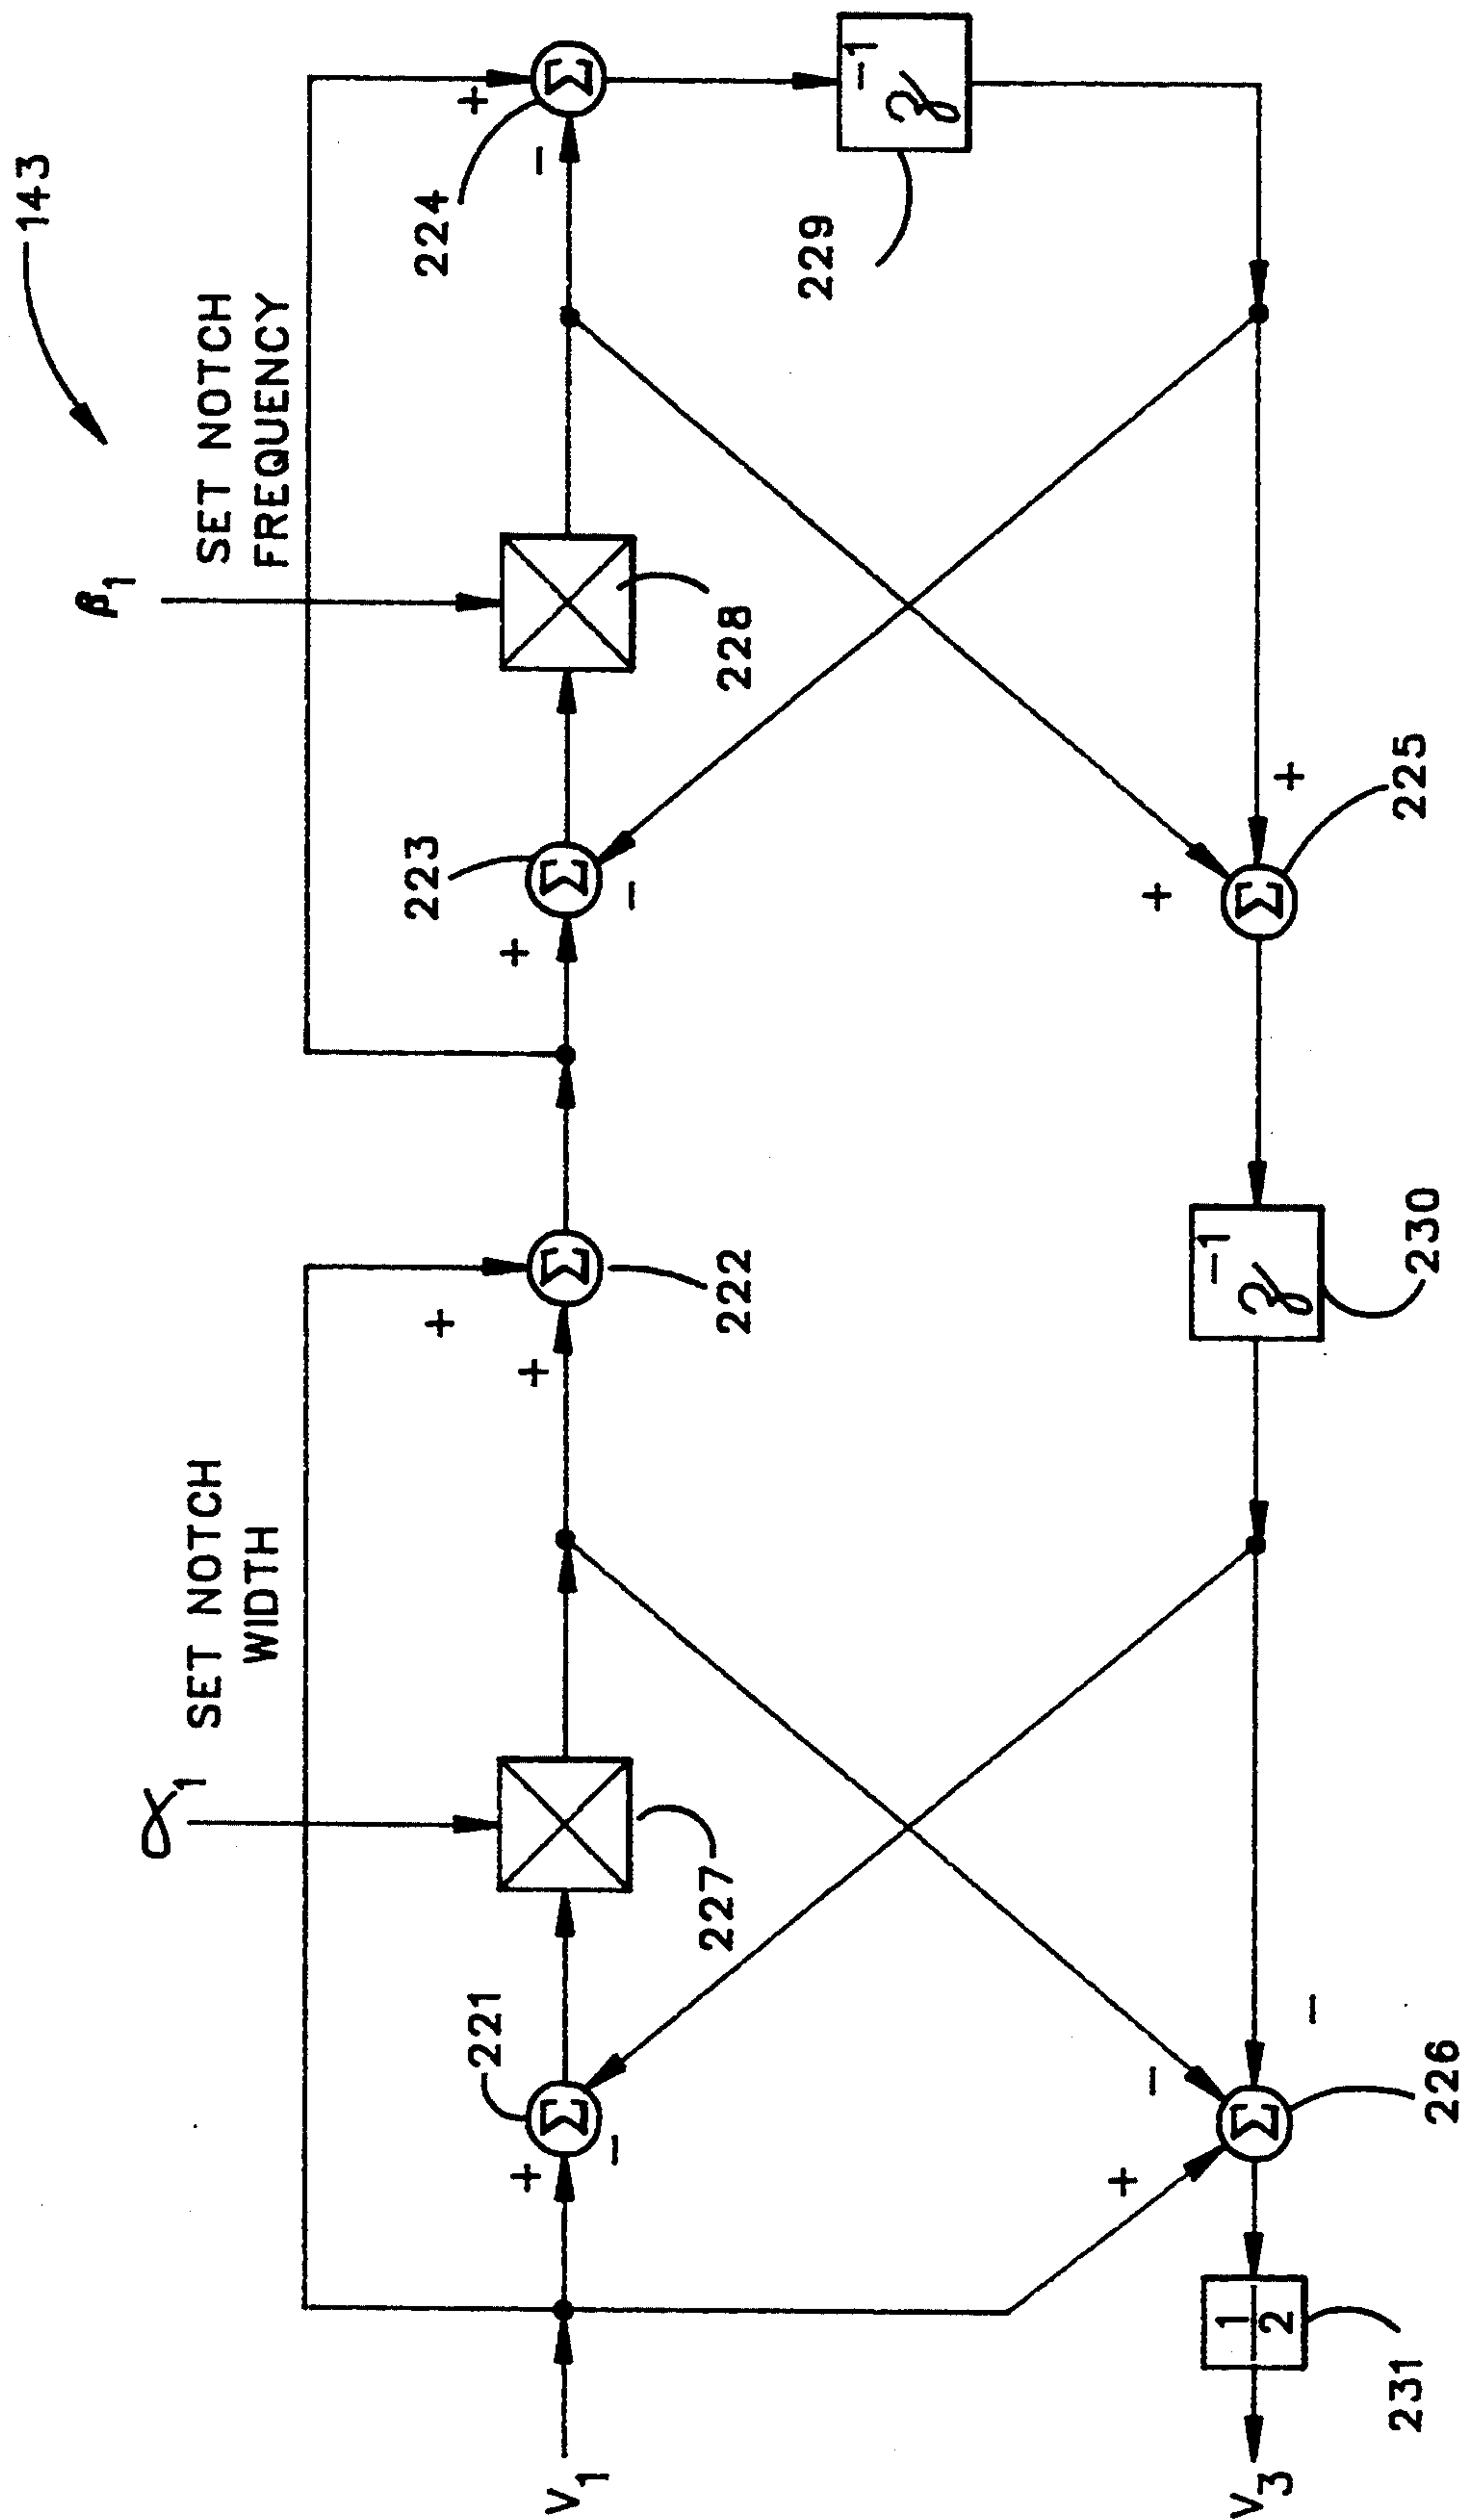 143
β1
SET NOTCH
FREQUENCY
+
Σ
224
−
z−1
229
228
223
Σ
+
−
+
+
Σ
225
α1
SET NOTCH
WIDTH
+
+
Σ
222
z−1
230
227
221
Σ
+
−
−
−
+
Σ
226
1
2
231
V1
V3